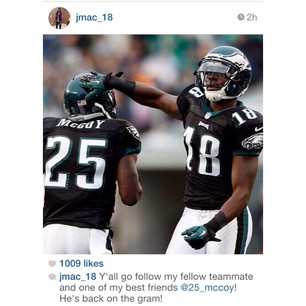 jmac_18
2h
McCOY
25
18
18
1009 likes
jmac_18 Y'all go follow my fellow teammate
and one of my best friends @25_mccoy!
He's back on the gram!